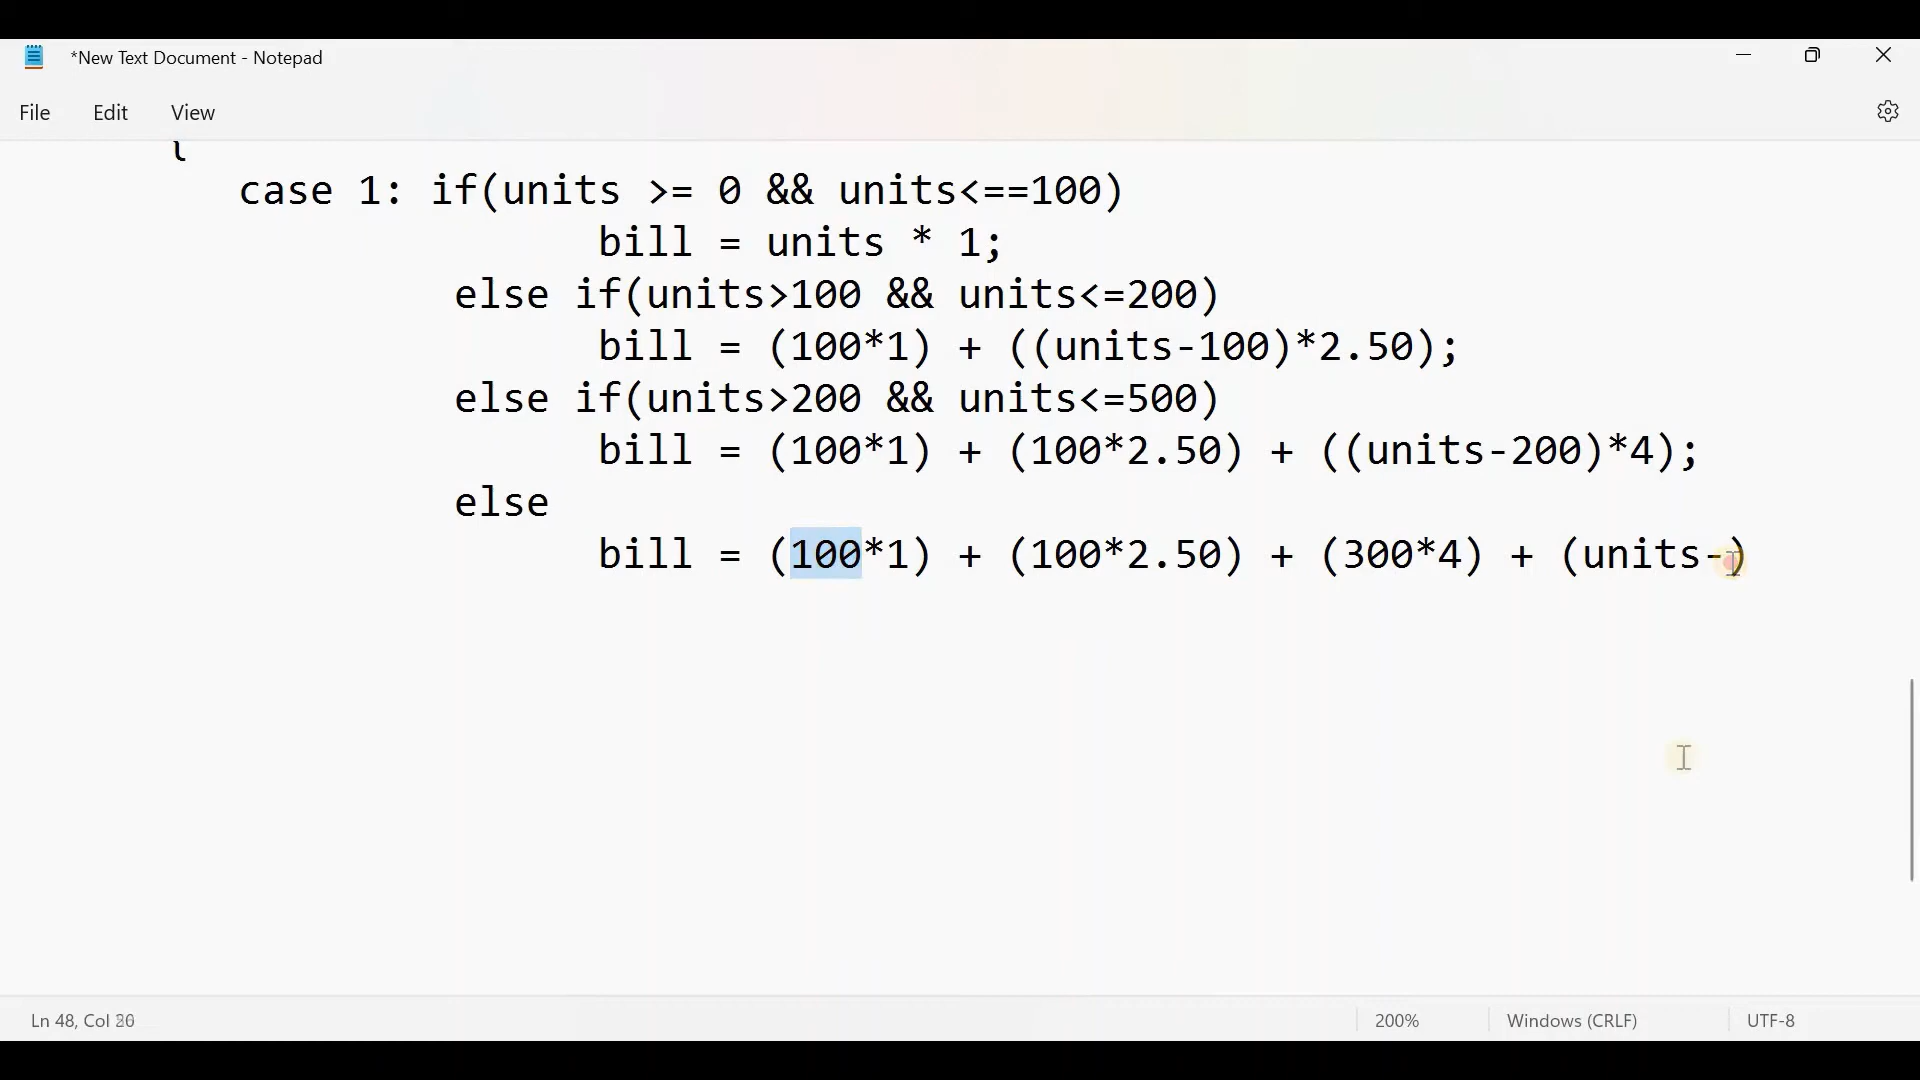 *New Text Document - Notepad
File Edit View
{
case 1: if(units >= 0 && units<==100)
bill = units * 1;
else if(units>100 && units<=200)
bill = (100*1) + ((units-100)*2.50);
else if(units>200 && units<=500)
bill = (100*1) + (100*2.50) + ((units-200)*4);
else
bill = (100*1) + (100*2.50) + (300*4) + (units-)
Ln 48, Col 200% Windows (CRLF) UTF-8